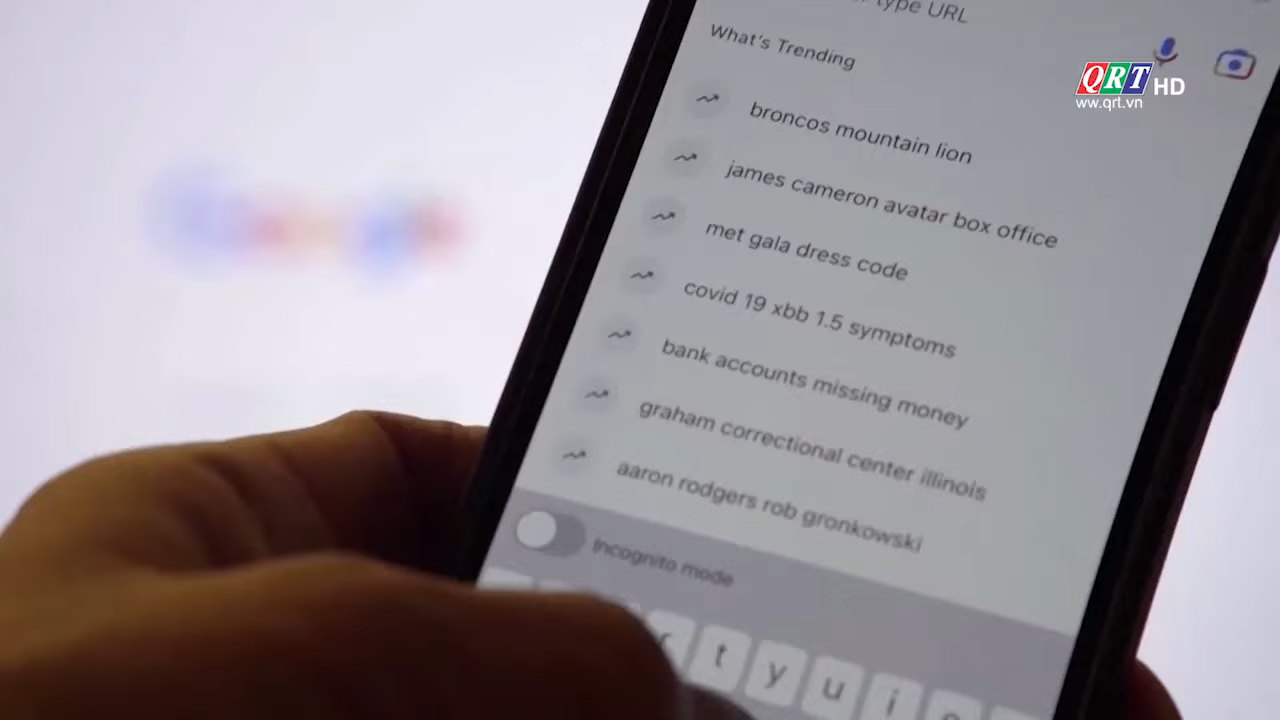 type URL
What's Trending
QRT HD
ww.qrt.vn
broncos mountain lion
james cameron avatar box office
met gala dress code
covid 19 xbb 1.5 symptoms
bank accounts missing money
graham correctional center illinois
aaron rodgers rob gronkowski
Incognito mode
r t y u i
Google